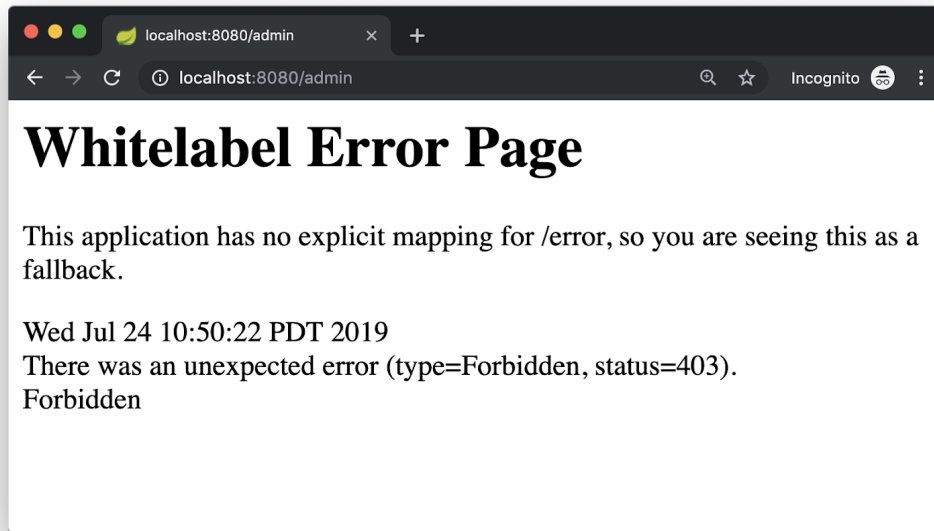 localhost:8080/admin
localhost:8080/admin
Incognito
Whitelabel Error Page
This application has no explicit mapping for /error, so you are seeing this as a
fallback.
Wed Jul 24 10:50:22 PDT 2019
There was an unexpected error (type=Forbidden, status=403).
Forbidden